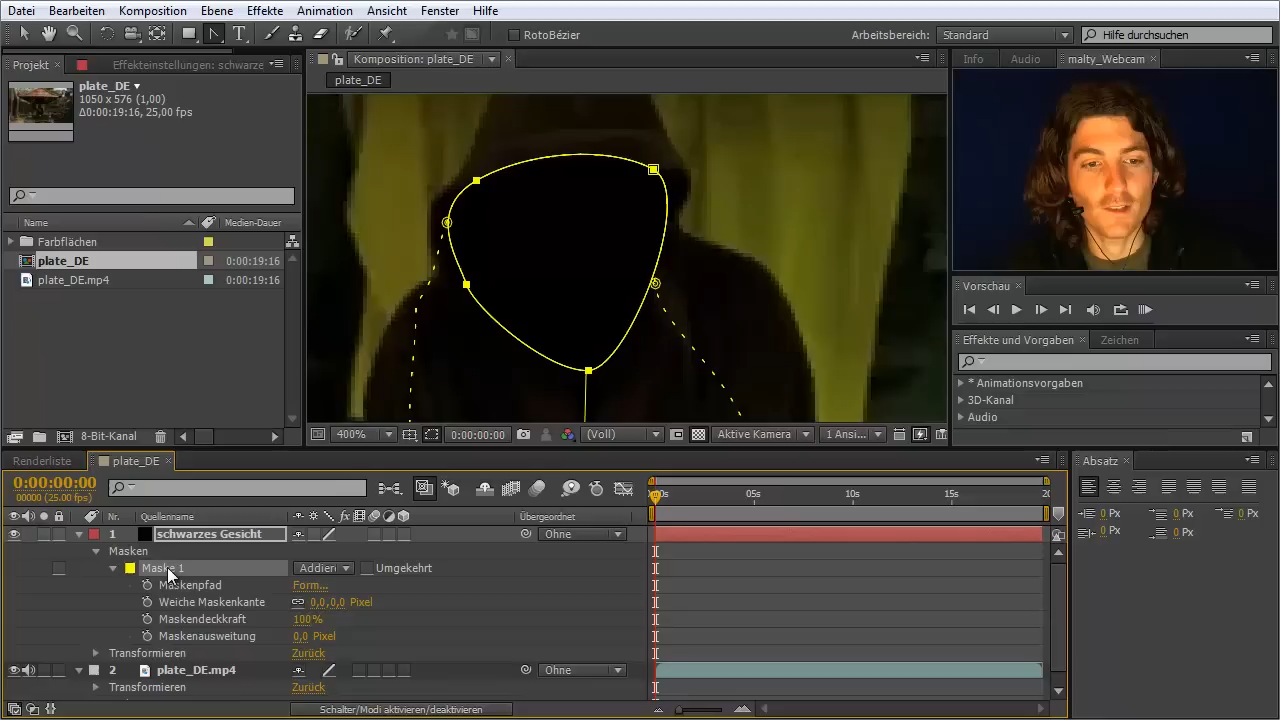 Datei Bearbeiten Komposition Ebene Effekte Animation Ansicht Fenster Hilfe
RotoBézier Arbeitsbereich: Standard Hilfe durchsuchen
Projekt Effekteinstellungen: schwarze Komposition: plate_DE Info Audio malty_Webcam
plate_DE
plate_DE
1050 x 576 (1,00)
Δ0:00:19:16, 25,00 fps
Name Medien-Dauer
Farbflächen
plate_DE 0:00:19:16
plate_DE.mp4 0:00:19:16
Vorschau
Effekte und Vorgaben Zeichen
* Animationsvorgaben
3D-Kanal
Audio
8-Bit-Kanal 400% 0:00:00:00 (Voll) Aktive Kamera 1 Ansi...
Renderliste plate_DE Absatz
0:00:00:00
00000 (25.00 fps)
05s 10s 15s 20
Nr. Quellenname Übergeordnet
0 Px 0 Px 0 Px
0 Px 0 Px
1 schwarzes Gesicht Ohne
Masken
Maske 1 Addiere Umgekehrt
Maskenpfad Form...
Weiche Maskenkante 0,0,0,0 Pixel
Maskendeckkraft 100%
Maskenausweitung 0,0 Pixel
Transformieren Zurück
2 plate_DE.mp4 Ohne
Transformieren Zurück
Schalter/Modi aktivieren/deaktivieren